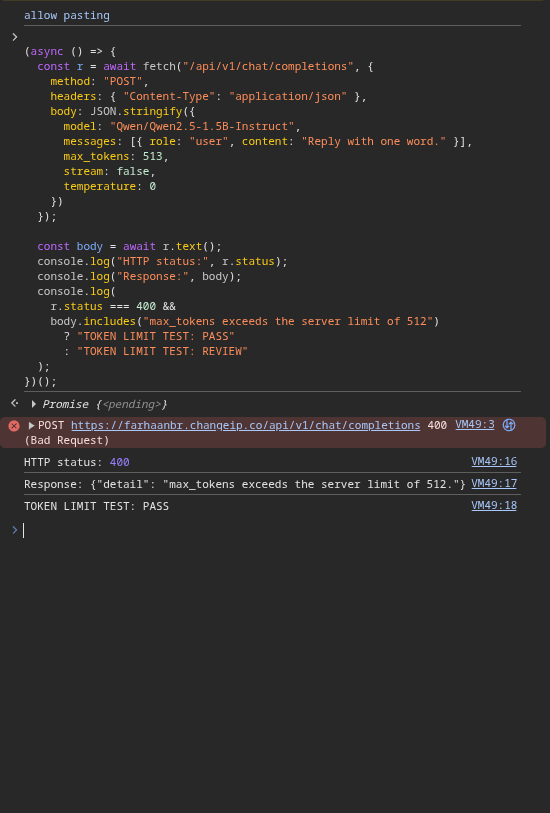 allow pasting
(async () => {
  const r = await fetch("/api/v1/chat/completions", {
    method: "POST",
    headers: { "Content-Type": "application/json" },
    body: JSON.stringify({
      model: "Qwen/Qwen2.5-1.5B-Instruct",
      messages: [{ role: "user", content: "Reply with one word." }],
      max_tokens: 513,
      stream: false,
      temperature: 0
    })
  });

  const body = await r.text();
  console.log("HTTP status:", r.status);
  console.log("Response:", body);
  console.log(
    r.status === 400 &&
    body.includes("max_tokens exceeds the server limit of 512")
      ? "TOKEN LIMIT TEST: PASS"
      : "TOKEN LIMIT TEST: REVIEW"
  );
})();
Promise {<pending>}
POST https://farhaanbr.changeip.co/api/v1/chat/completions 400 VM49:3
(Bad Request)
HTTP status: 400 VM49:16
Response: {"detail": "max_tokens exceeds the server limit of 512."} VM49:17
TOKEN LIMIT TEST: PASS VM49:18